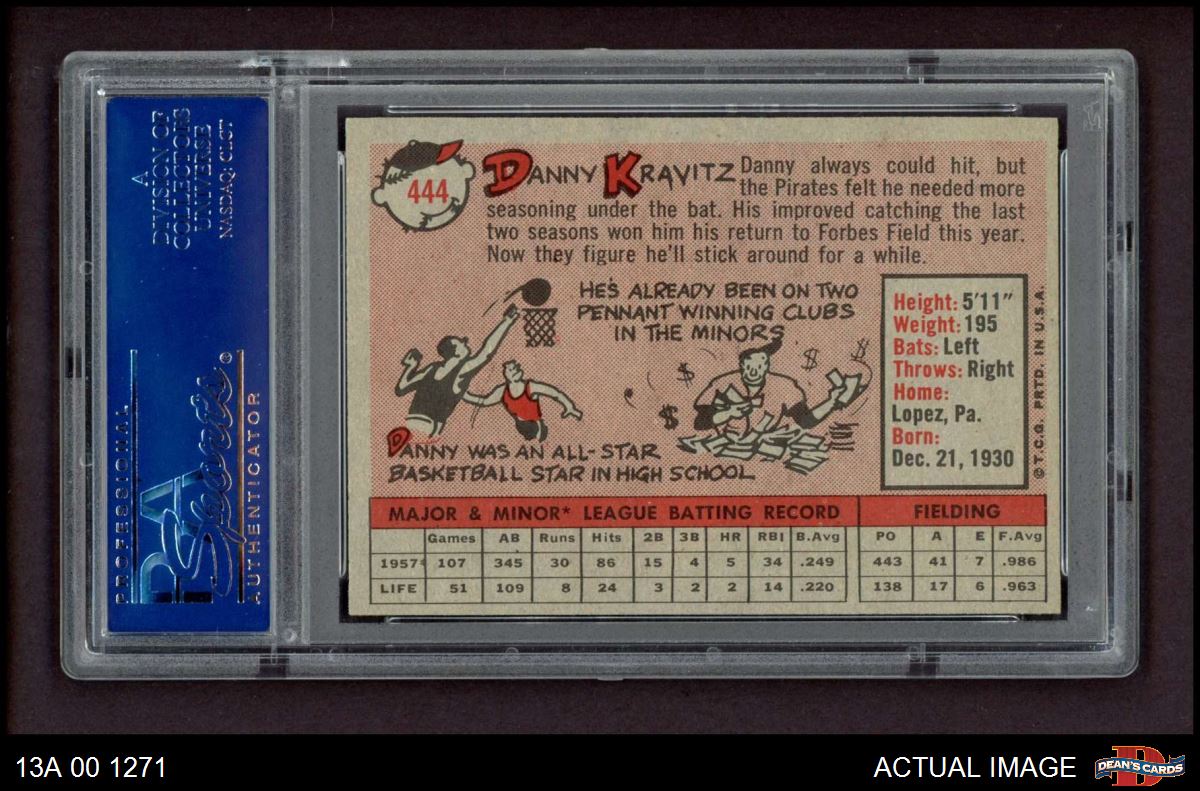 A
DIVISION OF
COLLECTORS
UNIVERSE
NASDAQ: CLCT
PROFESSIONAL
PSA
Sports®
AUTHENTICATOR
444
DANNY KRAVITZ
Danny always could hit, but
the Pirates felt he needed more
seasoning under the bat. His improved catching the last
two seasons won him his return to Forbes Field this year.
Now they figure he'll stick around for a while.
HE'S ALREADY BEEN ON TWO
PENNANT WINNING CLUBS
IN THE MINORS
$ $ $ $
DANNY WAS AN ALL-STAR
BASKETBALL STAR IN HIGH SCHOOL
Height: 5'11"
Weight: 195
Bats: Left
Throws: Right
Home:
Lopez, Pa.
Born:
Dec. 21, 1930
© T.C.G. PRTD. IN U.S.A.
MAJOR & MINOR* LEAGUE BATTING RECORD FIELDING
Games AB Runs Hits 2B 3B HR RBI B.Avg PO A E F.Avg
1957* 107 345 30 86 15 4 5 34 .249 443 41 7 .986
LIFE 51 109 8 24 3 2 2 14 .220 138 17 6 .963
13A 00 1271
ACTUAL IMAGE
D
DEAN'S CARDS